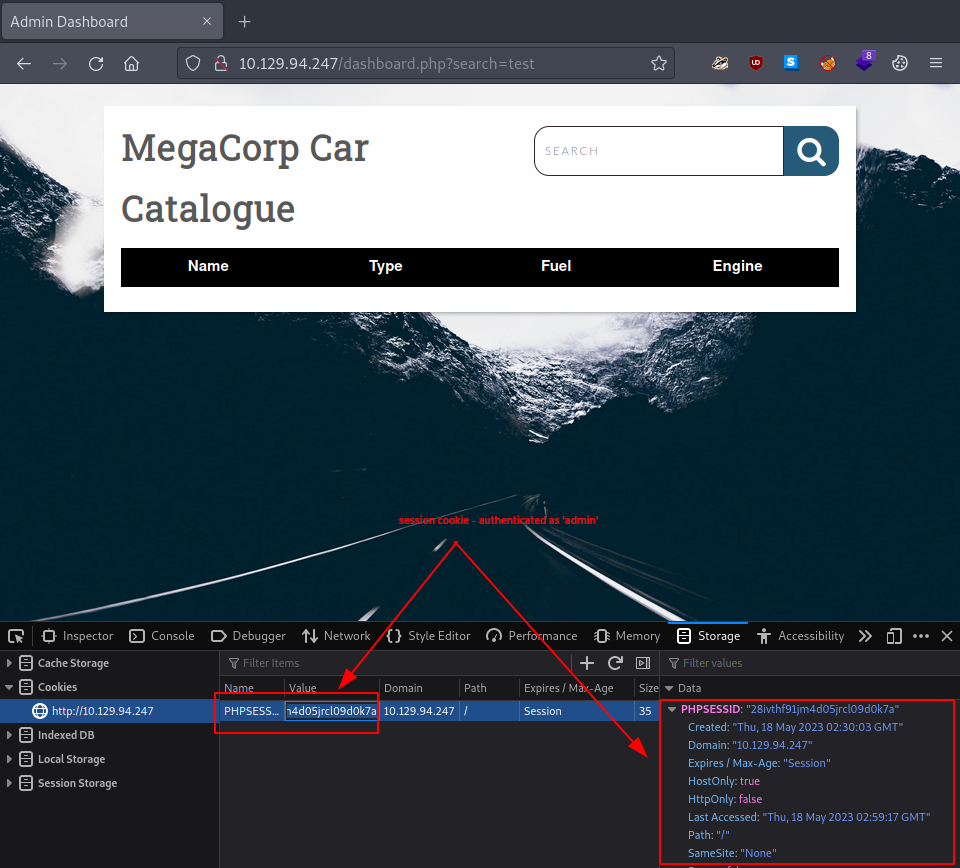 Admin Dashboard
10.129.94.247/dashboard.php?search=test
UD
S
8
MegaCorp Car
Catalogue
SEARCH
Name Type Fuel Engine
session cookie - authenticated as 'admin'
Inspector Console Debugger Network Style Editor Performance Memory Storage Accessibility
Cache Storage
Cookies
http://10.129.94.247
Indexed DB
Local Storage
Session Storage
Filter Items
Name Value Domain Path Expires / Max-Age Size
PHPSESS... m4d05jrcl09d0k7a 10.129.94.247 / Session 35
Filter values
Data
PHPSESSID: "28ivthf91jm4d05jrcl09d0k7a"
Created: "Thu, 18 May 2023 02:30:03 GMT"
Domain: "10.129.94.247"
Expires / Max-Age: "Session"
HostOnly: true
HttpOnly: false
Last Accessed: "Thu, 18 May 2023 02:59:17 GMT"
Path: "/"
SameSite: "None"